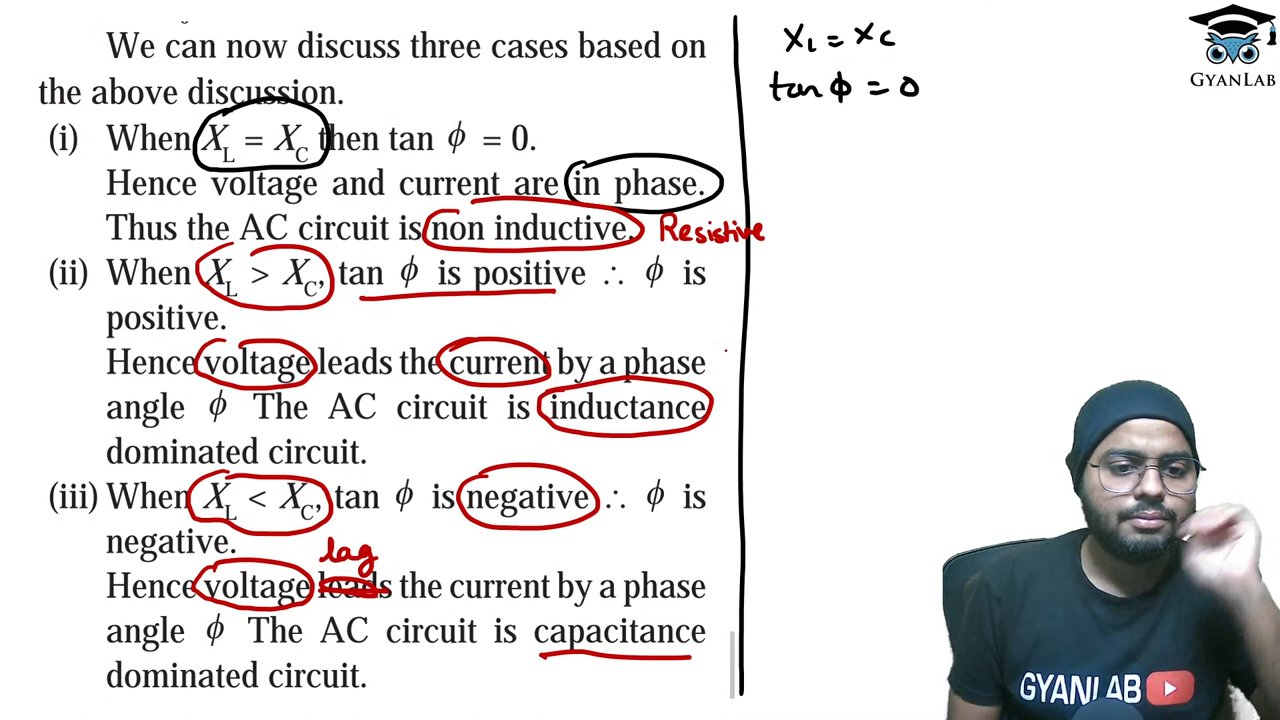 We can now discuss three cases based on
the above discussion.
(i) When X_L = X_C then tan ϕ = 0.
Hence voltage and current are in phase.
Thus the AC circuit is non inductive. Resistive
(ii) When X_L > X_C, tan ϕ is positive ∴ ϕ is
positive.
Hence voltage leads the current by a phase
angle ϕ The AC circuit is inductance
dominated circuit.
(iii) When X_L < X_C, tan ϕ is negative ∴ ϕ is
negative.
lag
Hence voltage leads the current by a phase
angle ϕ The AC circuit is capacitance
dominated circuit.
X_L = X_C
tan ϕ = 0
GYANLAB
GYANLAB